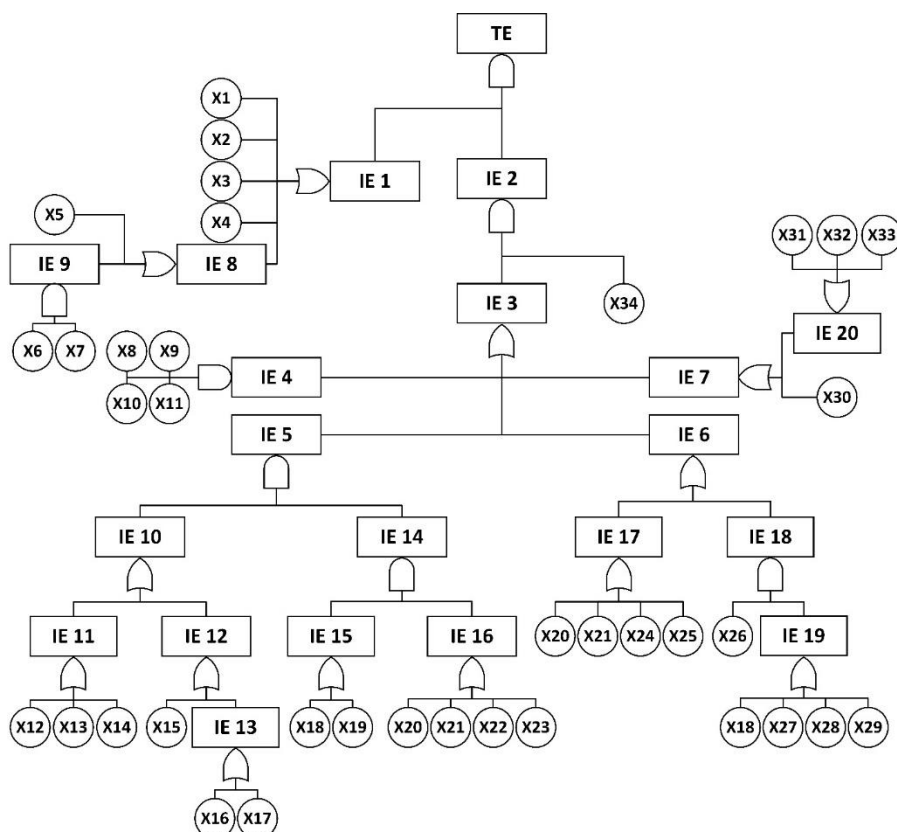 TE
X1
X2
X3
X4
IE 1
IE 2
X5
IE 9
IE 8
X6
X7
X31
X32
X33
IE 3
X34
IE 20
X8
X9
X10
X11
IE 4
IE 7
X30
IE 5
IE 6
IE 10
IE 14
IE 17
IE 18
IE 11
IE 12
IE 15
IE 16
X20
X21
X24
X25
X26
IE 19
X12
X13
X14
X15
IE 13
X18
X19
X20
X21
X22
X23
X18
X27
X28
X29
X16
X17